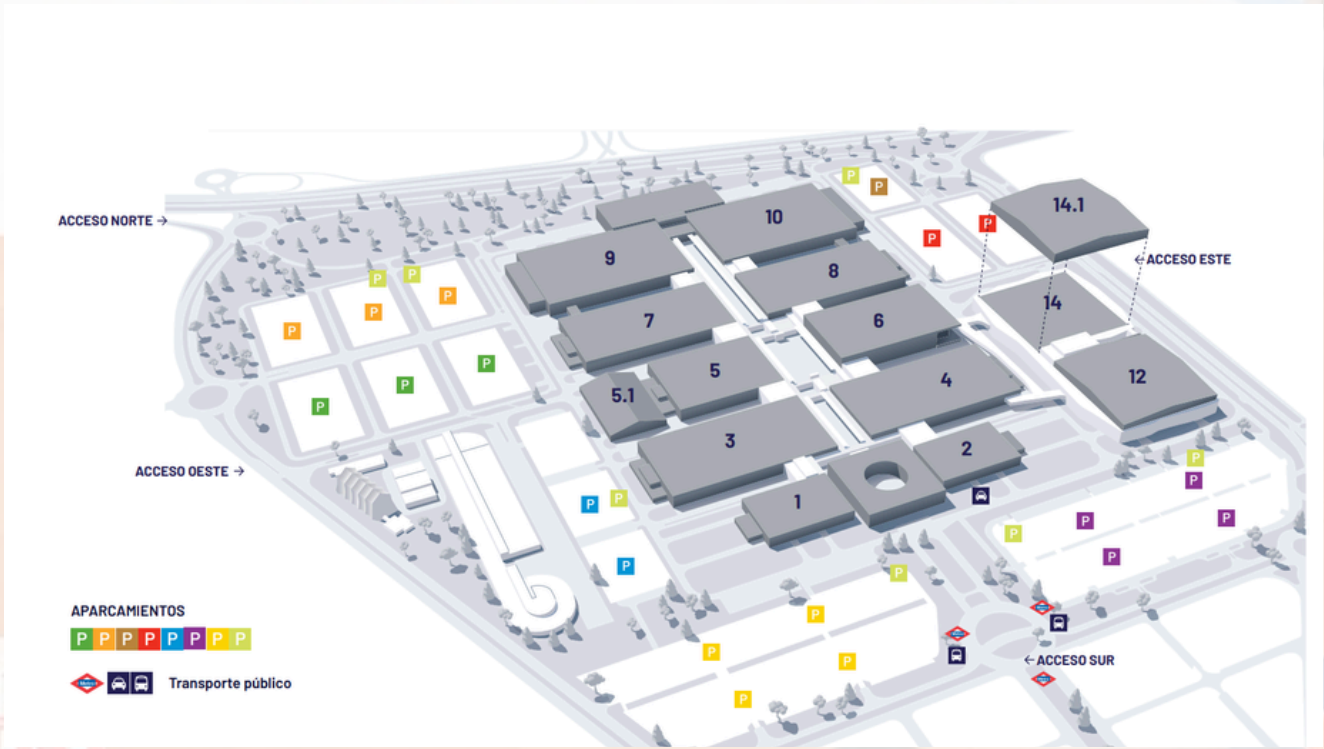 P P
10
14.1
ACCESO NORTE →
P
P
9
8
← ACCESO ESTE
P P
P
P
P
14
7
6
P
P
P
5
4
12
5.1
P
3
2
P
ACCESO OESTE →
P
P P
1
P
P
P
P
P
P
P
APARCAMIENTOS
P P P P P P P P
P
P
P
← ACCESO SUR
Transporte público
P